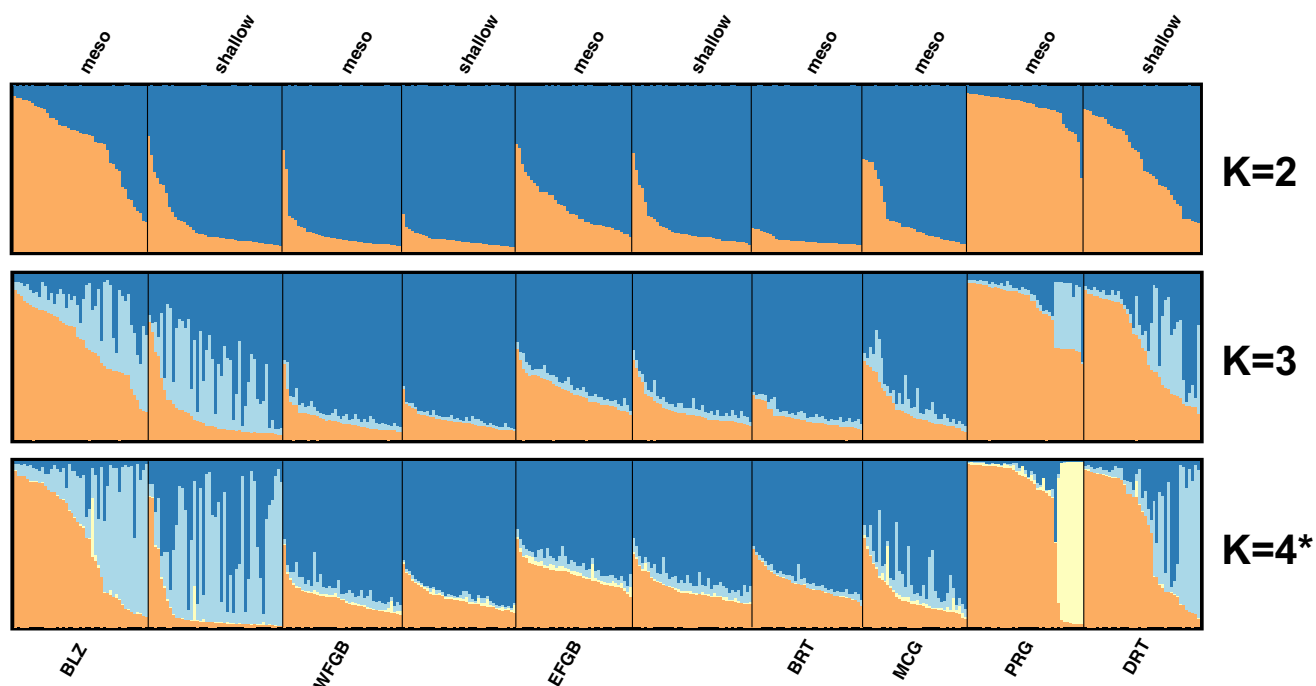 meso shallow meso shallow meso shallow meso meso meso shallow
K=2
K=3
K=4*
BLZ WFGB EFGB BRT MCG PRG DRT